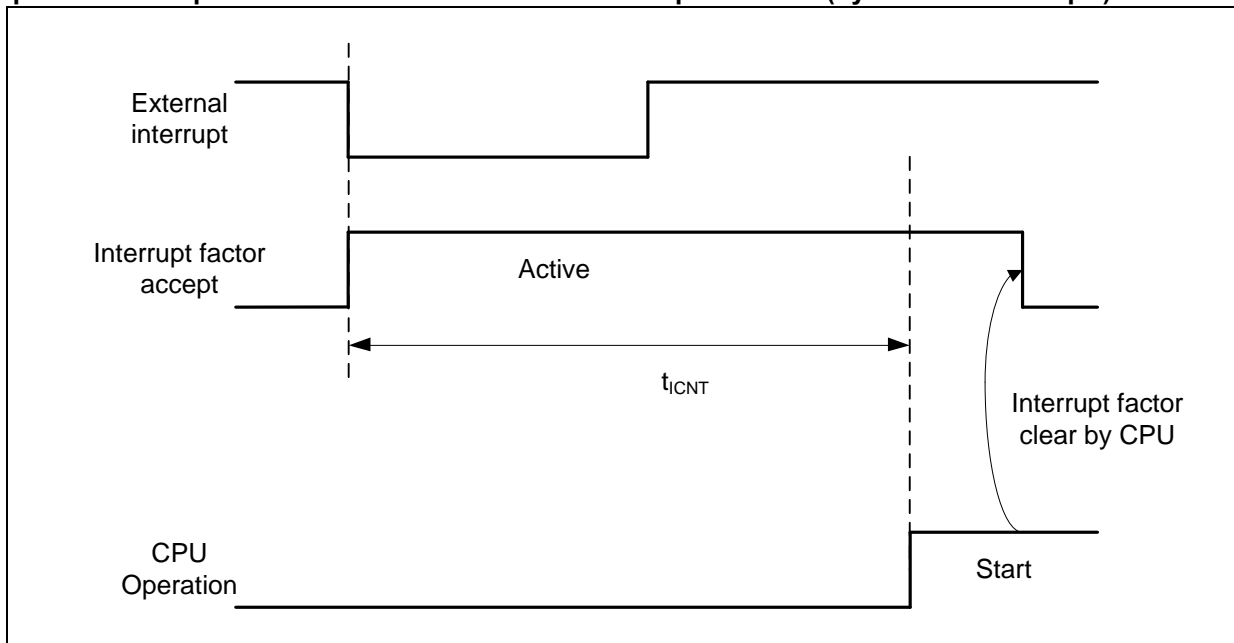 External
interrupt
Interrupt factor
accept
Active
tICNT
Interrupt factor
clear by CPU
CPU
Operation
Start